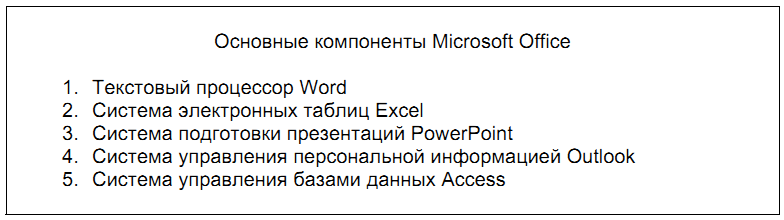 Основные компоненты Microsoft Office
1. Текстовый процессор Word
2. Система электронных таблиц Excel
3. Система подготовки презентаций PowerPoint
4. Система управления персональной информацией Outlook
5. Система управления базами данных Access